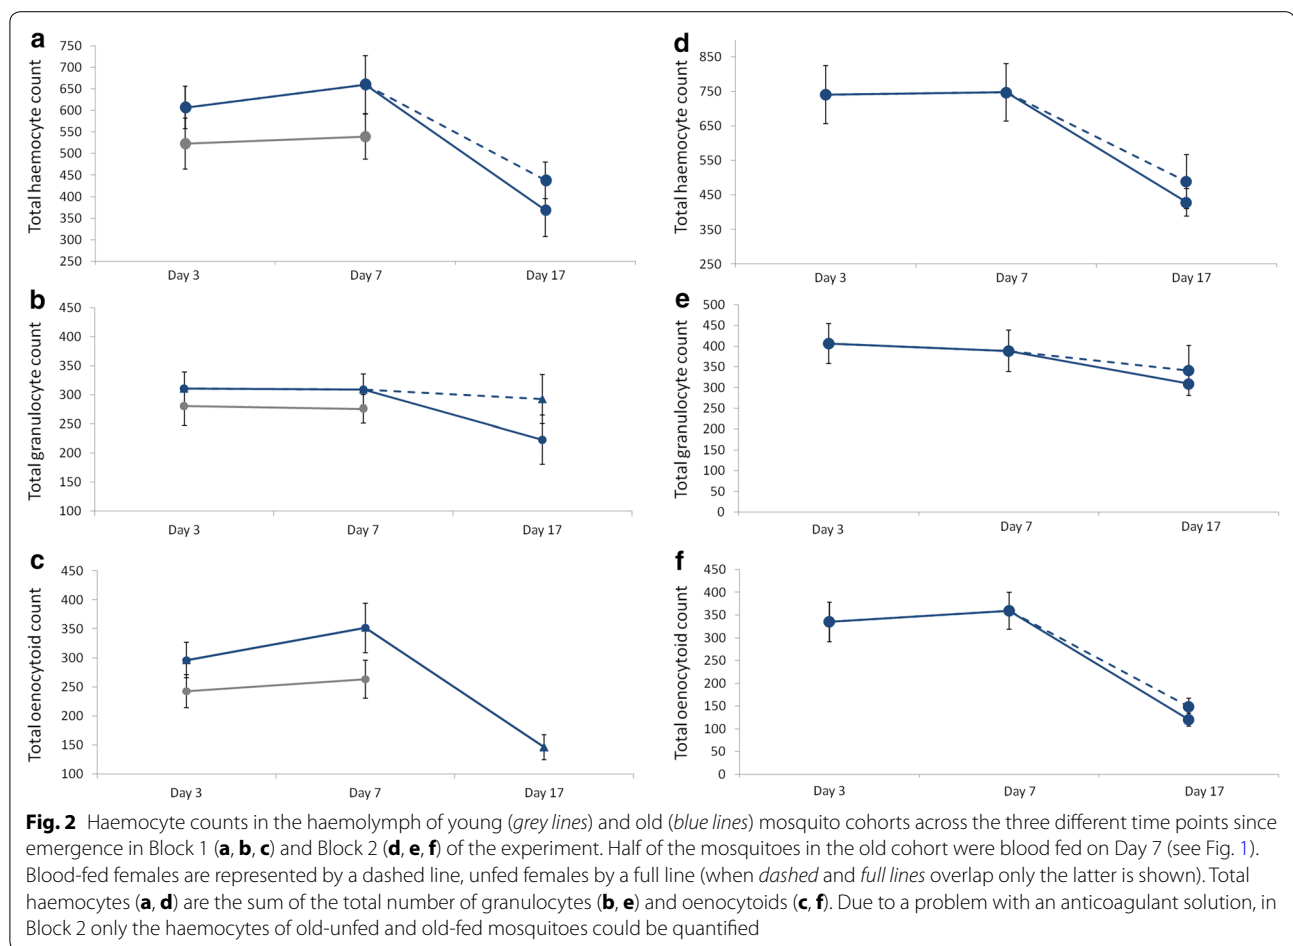 a
Total haemocyte count
750
700
650
600
550
500
450
400
350
300
250
Day 3
Day 7
Day 17
b
Total granulocyte count
450
400
350
300
250
200
150
100
Day 3
Day 7
Day 17
c
Total oenocytoid count
450
400
350
300
250
200
150
100
Day 3
Day 7
Day 17
d
Total haemocyte count
850
750
650
550
450
350
250
Day 3
Day 7
Day 17
e
Total granulocyte count
500
450
400
350
300
250
200
150
100
50
0
Day 3
Day 7
Day 17
f
Total oenocytoid count
450
400
350
300
250
200
150
100
50
0
Day 3
Day 7
Day 17
Fig. 2 Haemocyte counts in the haemolymph of young (grey lines) and old (blue lines) mosquito cohorts across the three different time points since
emergence in Block 1 (a, b, c) and Block 2 (d, e, f) of the experiment. Half of the mosquitoes in the old cohort were blood fed on Day 7 (see Fig. 1).
Blood-fed females are represented by a dashed line, unfed females by a full line (when dashed and full lines overlap only the latter is shown). Total
haemocytes (a, d) are the sum of the total number of granulocytes (b, e) and oenocytoids (c, f). Due to a problem with an anticoagulant solution, in
Block 2 only the haemocytes of old-unfed and old-fed mosquitoes could be quantified